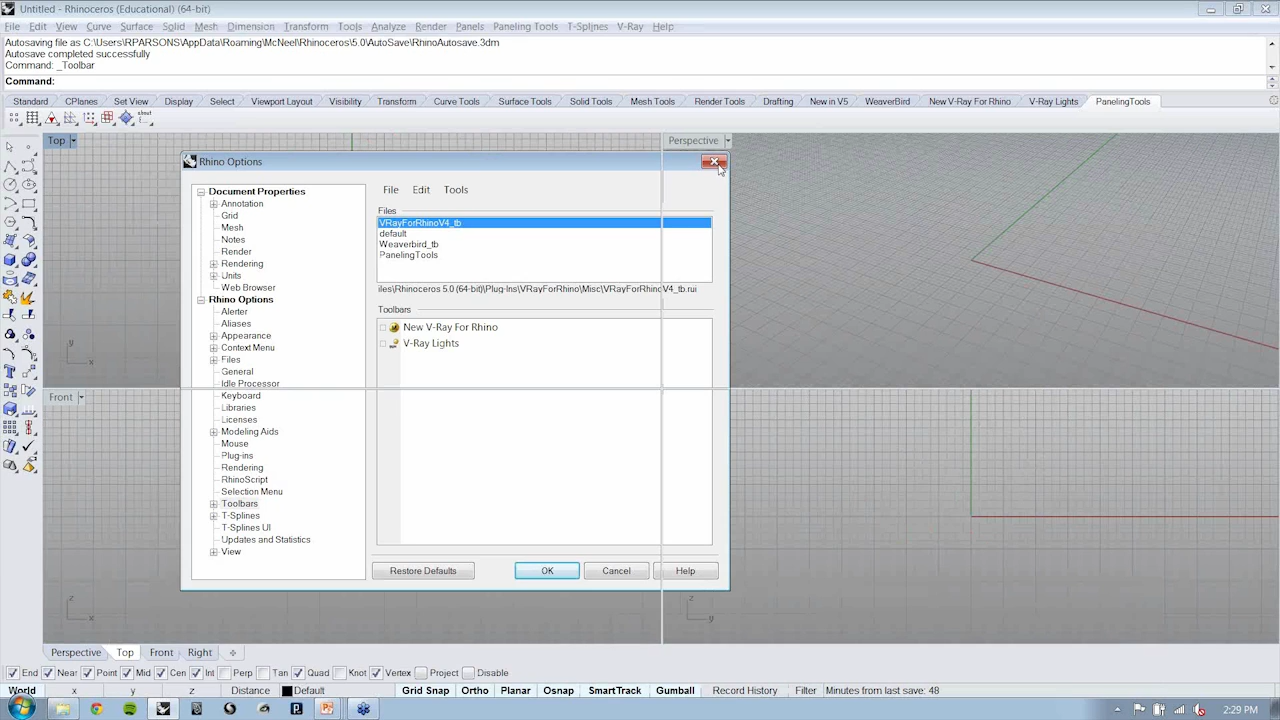 Untitled - Rhinoceros (Educational) (64-bit)
File Edit View Curve Surface Solid Mesh Dimension Transform Tools Analyze Render Panels Paneling Tools T-Splines V-Ray Help
Autosaving file as C:\Users\RPARSONS\AppData\Roaming\McNeel\Rhinoceros\5.0\AutoSave\RhinoAutosave.3dm
Autosave completed successfully
Command: _Toolbar
Command:
Standard CPlanes Set View Display Select Viewport Layout Visibility Transform Curve Tools Surface Tools Solid Tools Mesh Tools Render Tools Drafting New in V5 WeaverBird New V-Ray For Rhino V-Ray Lights PanelingTools
about
Top
Perspective
Rhino Options
Document Properties
Annotation
Grid
Mesh
Notes
Render
Rendering
Units
Web Browser
Rhino Options
Alerter
Aliases
Appearance
Context Menu
Files
General
Idle Processor
Keyboard
Libraries
Licenses
Modeling Aids
Mouse
Plug-ins
Rendering
RhinoScript
Selection Menu
Toolbars
T-Splines
T-Splines UI
Updates and Statistics
View
File Edit Tools
Files
VRayForRhinoV4_tb
default
Weaverbird_tb
PanelingTools
iles\Rhinoceros 5.0 (64-bit)\Plug-Ins\VRayForRhino\Misc\VRayForRhinoV4_tb.rui
Toolbars
New V-Ray For Rhino
V-Ray Lights
Restore Defaults OK Cancel Help
y
x
Front
z
x
z
y
Perspective Top Front Right
End Near Point Mid Cen Int Perp Tan Quad Knot Vertex Project Disable
World x y z Distance Default Grid Snap Ortho Planar Osnap SmartTrack Gumball Record History Filter Minutes from last save: 48
2:29 PM